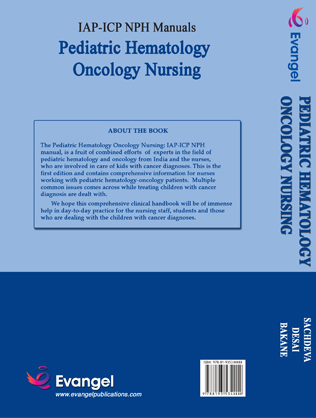 IAP-ICP NPH Manuals
Pediatric Hematology
Oncology Nursing
ABOUT THE BOOK
The Pediatric Hematology Oncology Nursing: IAP-ICP NPH
manual, is a fruit of combined efforts of experts in the field of
pediatric hematology and oncology from India and the nurses,
who are involved in care of kids with cancer diagnoses. This is the
first edition and contains comprehensive information for nurses
working with pediatric hematology-oncology patients. Multiple
common issues comes across while treating children with cancer
diagnosis are dealt with.
We hope this comprehensive clinical handbook will be of immense
help in day-to-day practice for the nursing staff, students and those
who are dealing with the children with cancer diagnoses.
Evangel
www.evangelpublications.com
Evangel
PEDIATRIC HEMATOLOGY
ONCOLOGY NURSING
SACHDEVA
DESAI
BAKANE